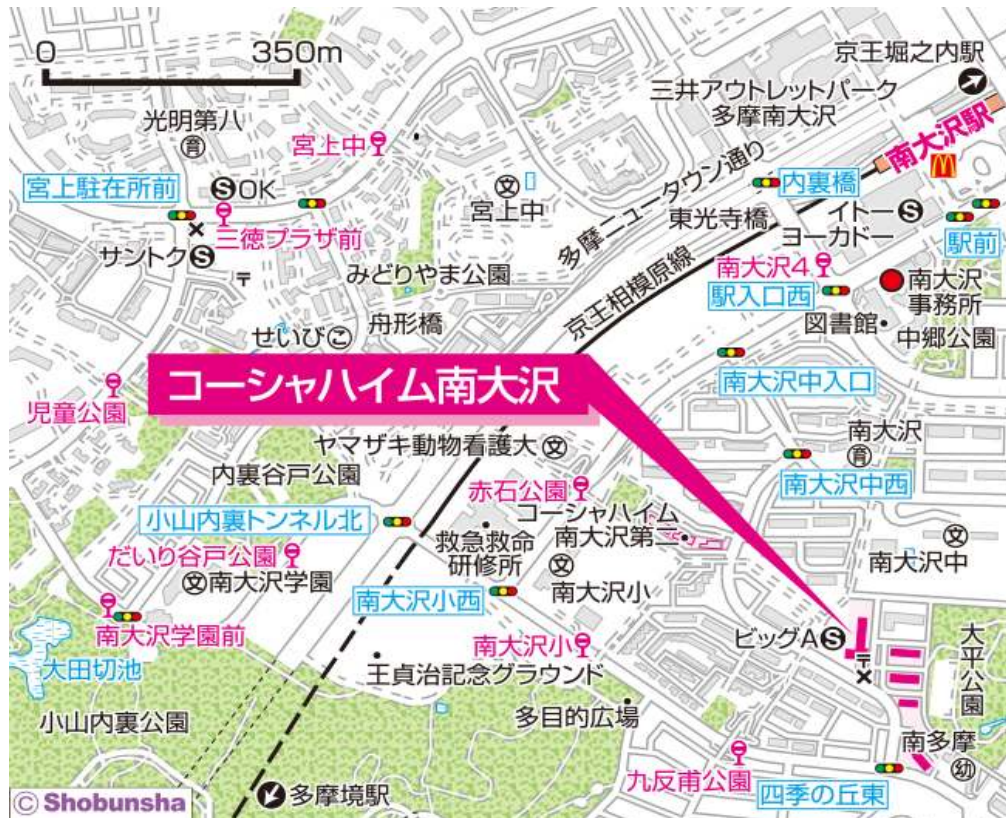 0 350m
京王堀之内駅
三井アウトレットパーク
多摩南大沢
南大沢駅
光明第八
育
宮上中
宮上駐在所前
S OK
三徳プラザ前
サントクS
文
宮上中
多摩ニュータウン通り
内裏橋
東光寺橋
イトー
ヨーカドー
S
駅前
みどりやま公園
京王相模原線
南大沢4
駅入口西
南大沢
事務所
図書館
中郷公園
舟形橋
せいび
こ
コーシャハイム南大沢
南大沢中入口
児童公園
ヤマザキ動物看護大
文
南大沢
育
内裏谷戸公園
赤石公園
南大沢中西
小山内裏トンネル北
コーシャハイム
南大沢第二
救急救命
研修所
だいり谷戸公園
文
南大沢学園
文
南大沢小
文
南大沢中
南大沢小西
南大沢学園前
南大沢小
ビッグA
S
大平公園
大田切池
王貞治記念グラウンド
小山内裏公園
多目的広場
南多摩
幼
九反甫公園
四季の丘東
多摩境駅
© Shobunsha